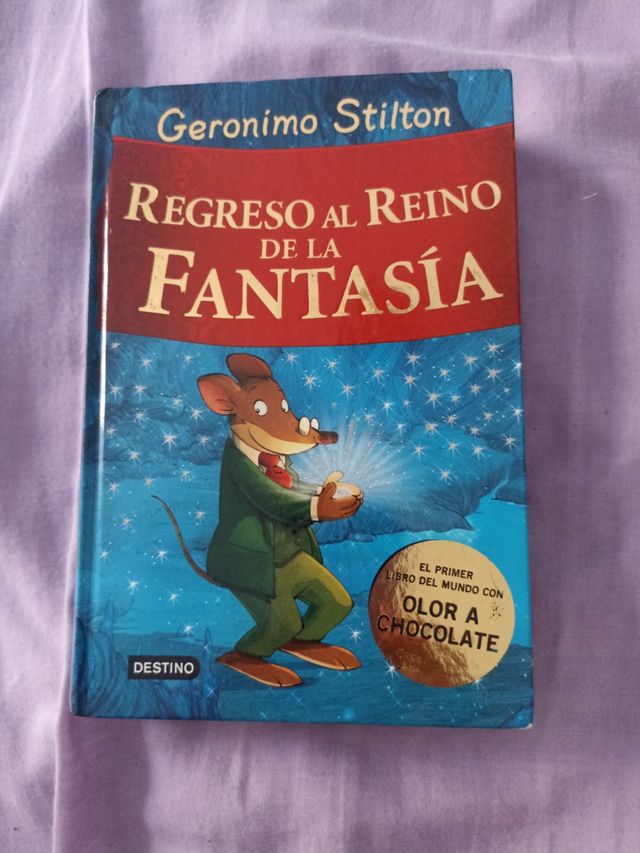 Geronimo Stilton
REGRESO AL REINO
DE LA
FANTASÍA
EL PRIMER
LIBRO DEL MUNDO CON
OLOR A
CHOCOLATE
DESTINO